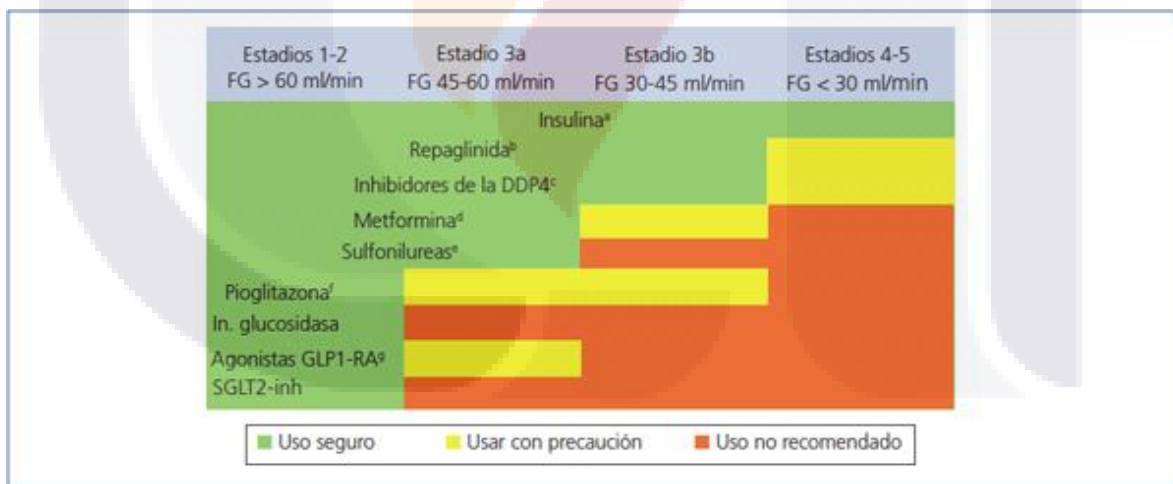 Estadios 1-2 Estadio 3a Estadio 3b Estadios 4-5
FG > 60 ml/min FG 45-60 ml/min FG 30-45 ml/min FG < 30 ml/min
Insulinaᵃ
Repaglinidaᵇ
Inhibidores de la DDP4ᶜ
Metforminaᵈ
Sulfonilureasᵉ
Pioglitazonaᶠ
In. glucosidasa
Agonistas GLP1-RAᵍ
SGLT2-inh
Uso seguro Usar con precaución Uso no recomendado